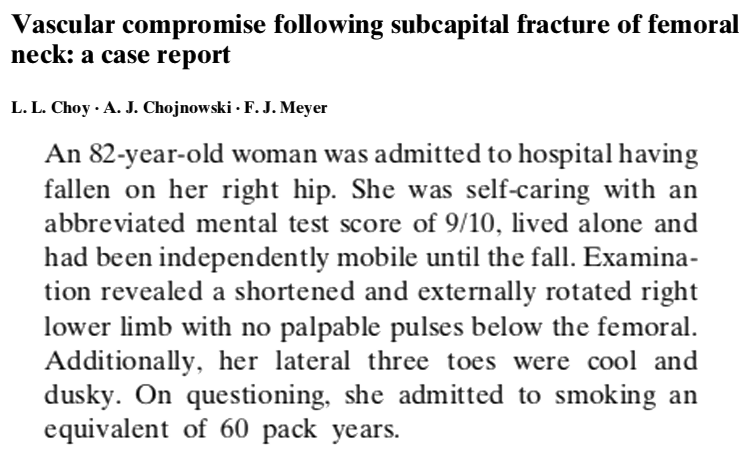 Vascular compromise following subcapital fracture of femoral
neck: a case report
L. L. Choy · A. J. Chojnowski · F. J. Meyer
An 82-year-old woman was admitted to hospital having
fallen on her right hip. She was self-caring with an
abbreviated mental test score of 9/10, lived alone and
had been independently mobile until the fall. Examina-
tion revealed a shortened and externally rotated right
lower limb with no palpable pulses below the femoral.
Additionally, her lateral three toes were cool and
dusky. On questioning, she admitted to smoking an
equivalent of 60 pack years.